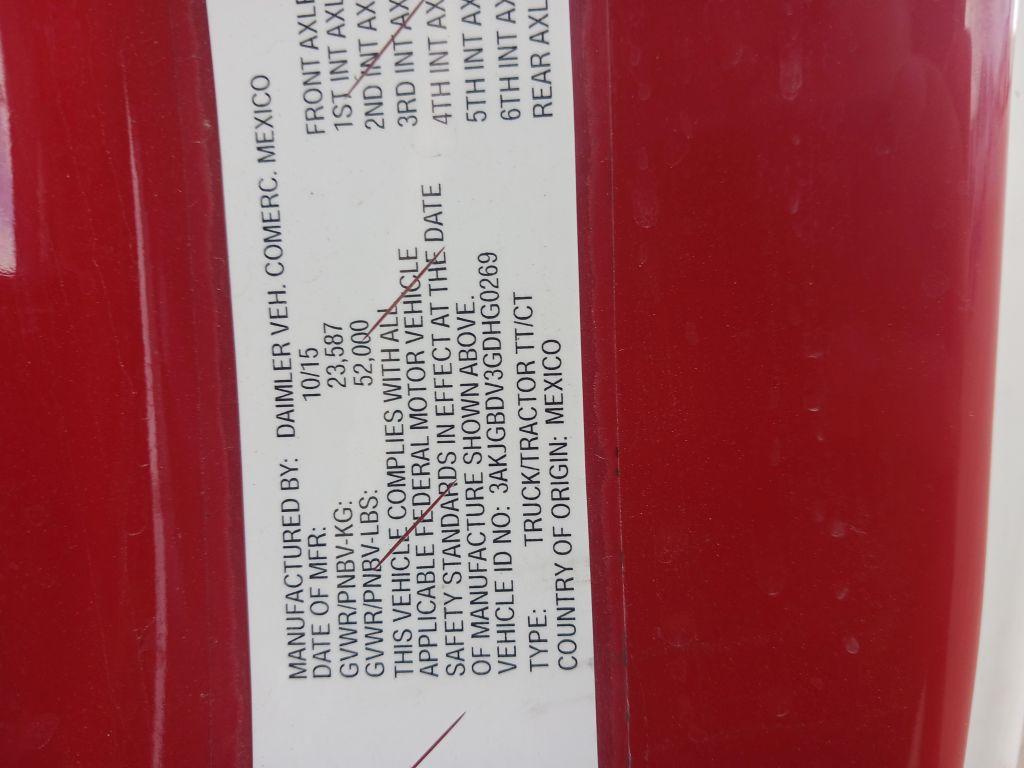 MANUFACTURED BY: DAIMLER VEH. COMERC. MEXICO
DATE OF MFR: 10/15
GVWR/PNBV-KG: 23,587
GVWR/PNBV-LBS: 52,000
THIS VEHICLE COMPLIES WITH ALL
APPLICABLE FEDERAL MOTOR VEHICLE
SAFETY STANDARDS IN EFFECT AT THE DATE
OF MANUFACTURE SHOWN ABOVE.
VEHICLE ID NO: 3AKJGBDV3GDHG0269
TYPE: TRUCK/TRACTOR TT/CT
COUNTRY OF ORIGIN: MEXICO
FRONT AXLE
1ST INT AXL
2ND INT AX
3RD INT AX
4TH INT AX
5TH INT AX
6TH INT AX
REAR AXL